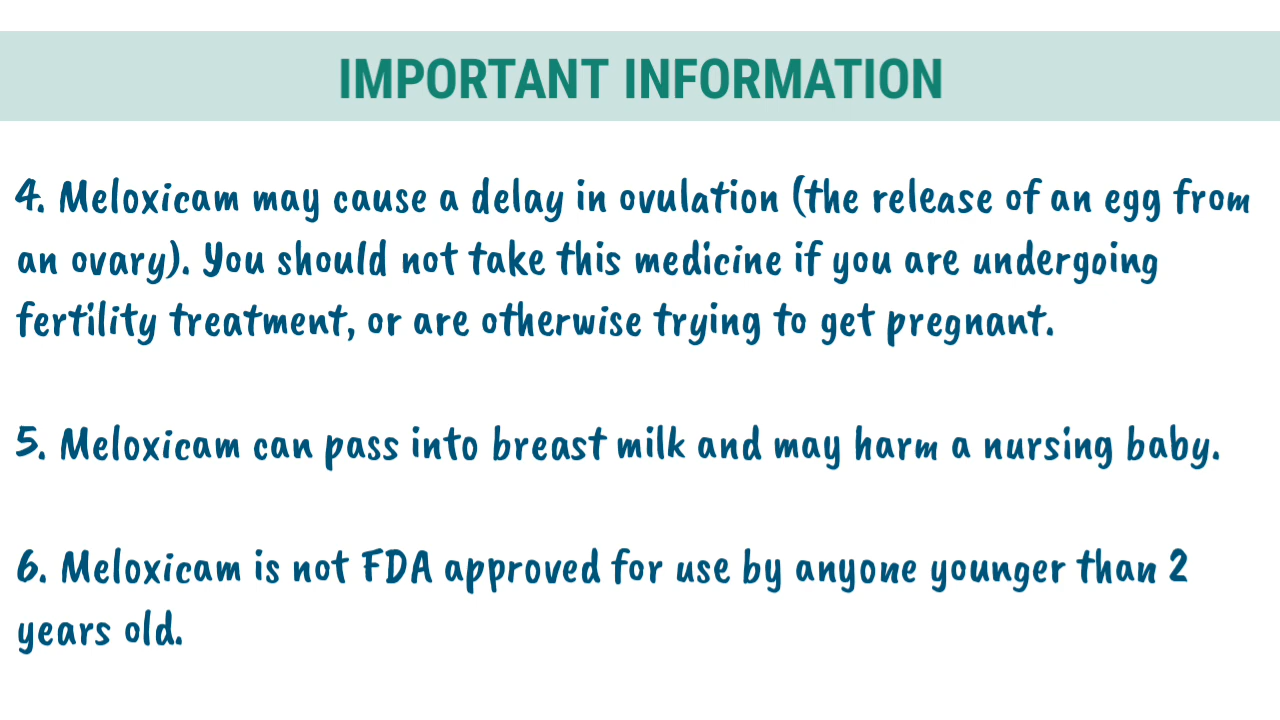 IMPORTANT INFORMATION
4. Meloxicam may cause a delay in ovulation (the release of an egg from
an ovary). You should not take this medicine if you are undergoing
fertility treatment, or are otherwise trying to get pregnant.
5. Meloxicam can pass into breast milk and may harm a nursing baby.
6. Meloxicam is not FDA approved for use by anyone younger than 2
years old.